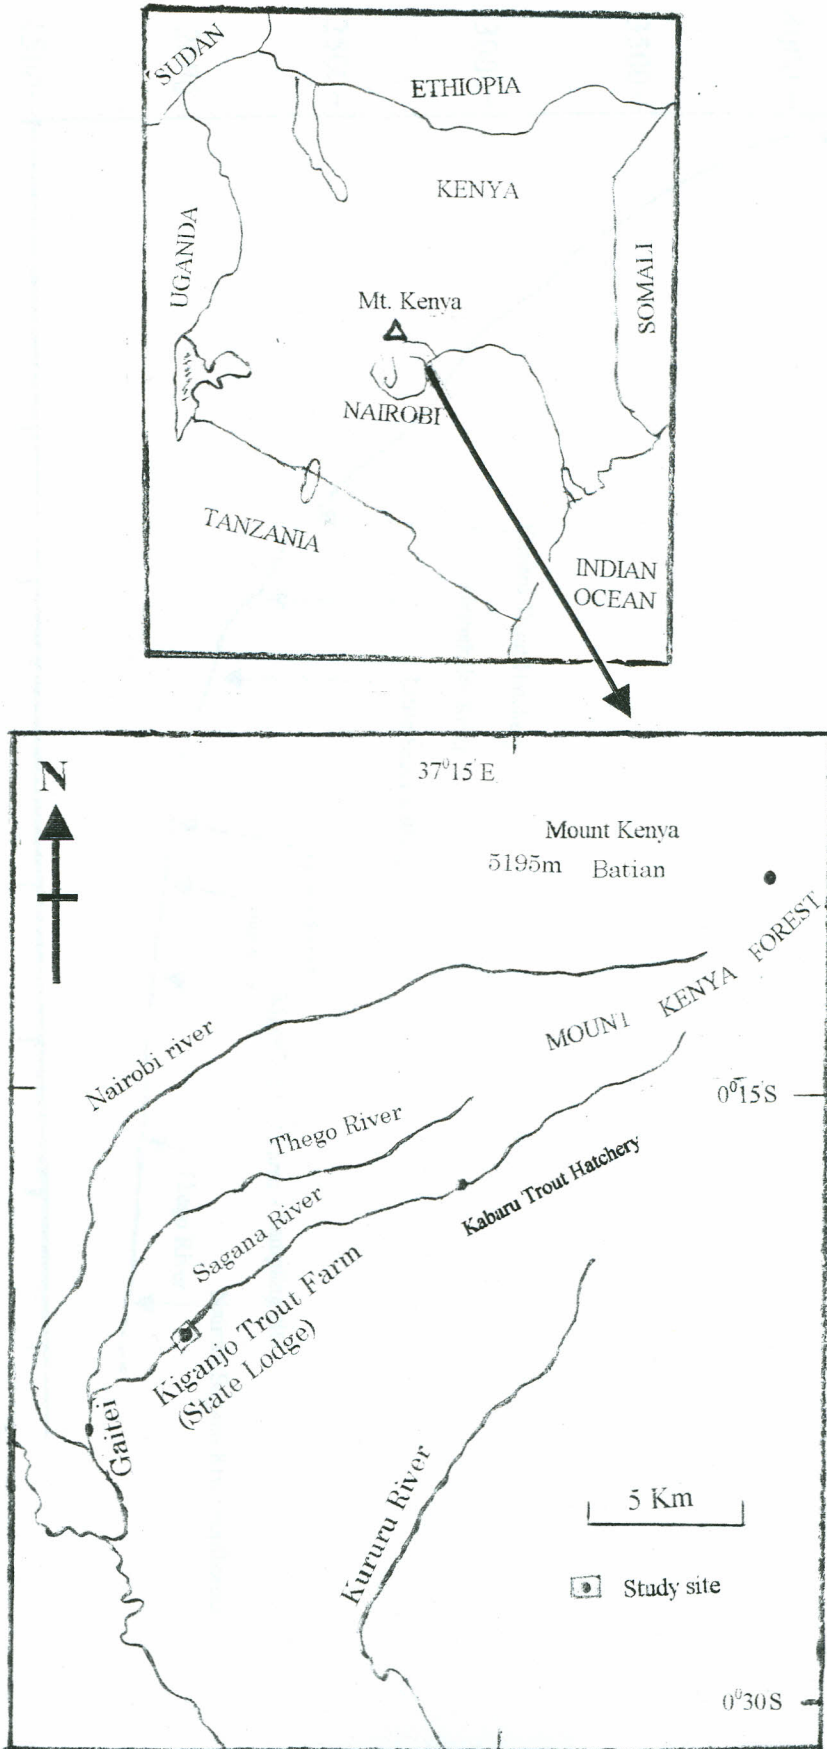 SUDAN
ETHIOPIA
KENYA
UGANDA
SOMALI
Mt. Kenya
NAIROBI
TANZANIA
INDIAN
OCEAN
N
37⁰15 E
Mount Kenya
5195m Batian
MOUNT KENYA FOREST
Nairobi river
0⁰15 S
Thego River
Kabaru Trout Hatchery
Sagana River
Kiganjo Trout Farm
(State Lodge)
Gaitei
Kururu River
5 Km
Study site
0⁰30 S